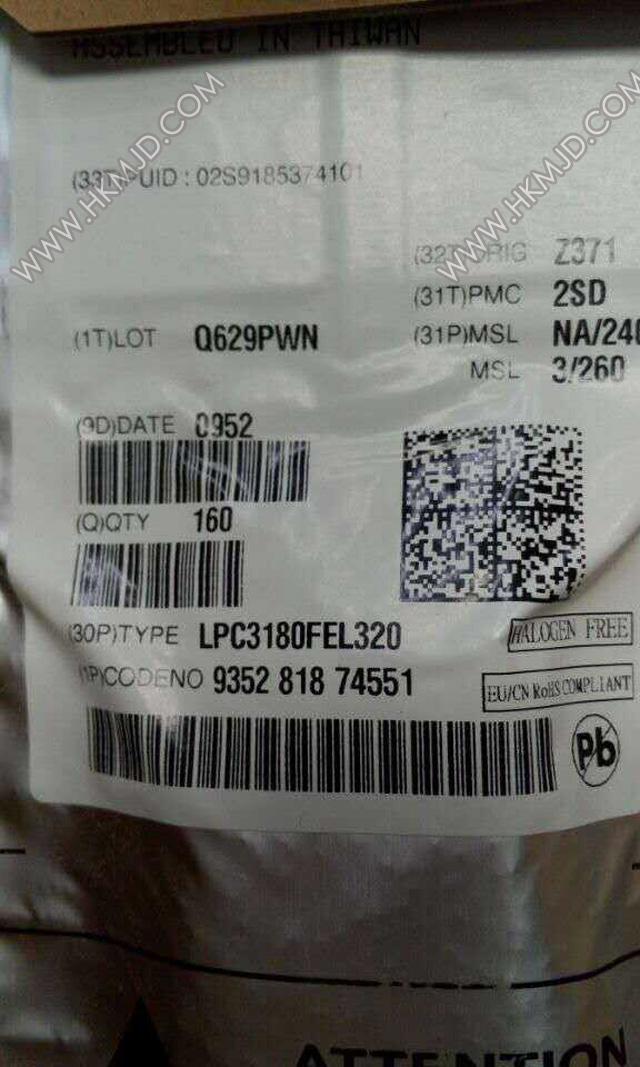 ASSEMBLED IN TAIWAN
(33T)PUID : 02S9185374101
(32T)ORIG Z371
(31T)PMC 2SD
(1T)LOT Q629PWN
(31P)MSL NA/240
MSL 3/260
(9D)DATE 0952
(Q)QTY 160
(30P)TYPE LPC3180FEL320
HALOGEN FREE
(1P)CODENO 9352 818 74551
EU/CN RoHS COMPLIANT
Pb
ATTENTION
WWW.HKMJD.COM
WWW.HKMJD.COM